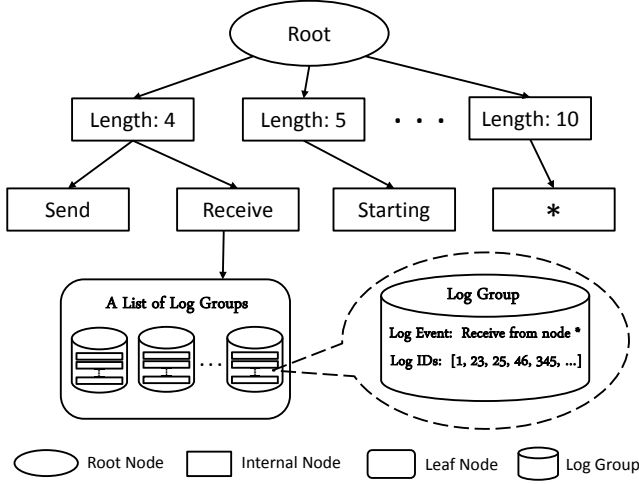 Root
Length: 4
Length: 5
. . .
Length: 10
Send
Receive
Starting
*
A List of Log Groups
...
Log Group
Log Event: Receive from node *
Log IDs: [1, 23, 25, 46, 345, ...]
Root Node
Internal Node
Leaf Node
Log Group